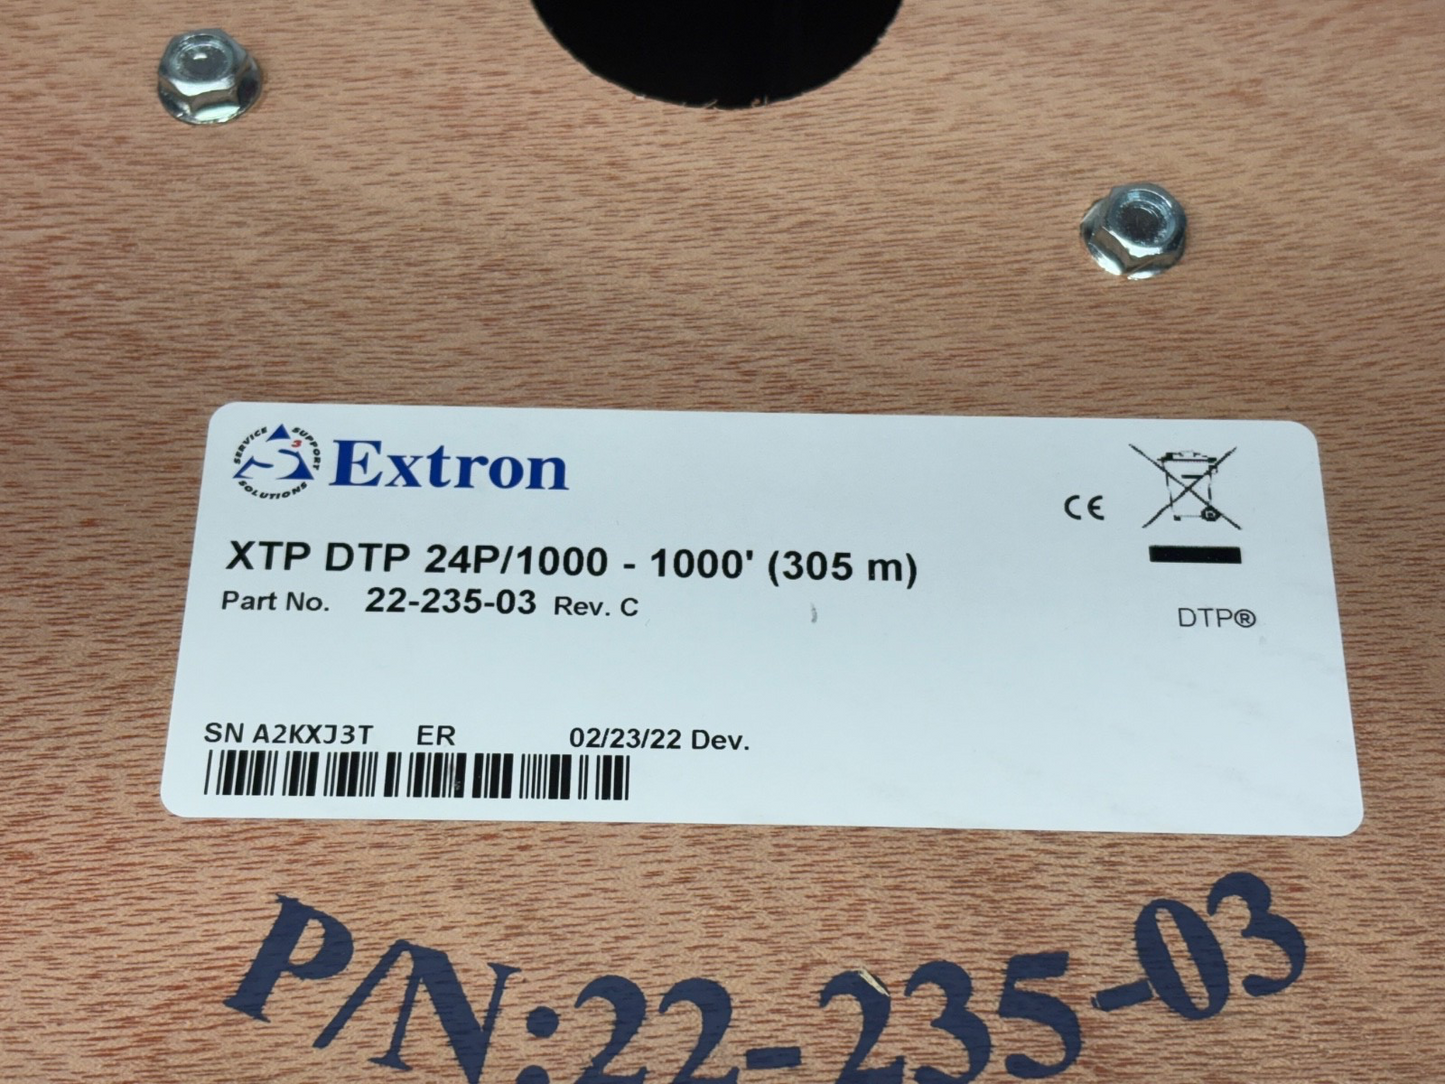 SERVICE SUPPORT SOLUTIONS
S3 Extron
CE
XTP DTP 24P/1000 - 1000' (305 m)
Part No. 22-235-03 Rev. C
DTP®
SN A2KXJ3T ER 02/23/22 Dev.
P/N:22-235-03